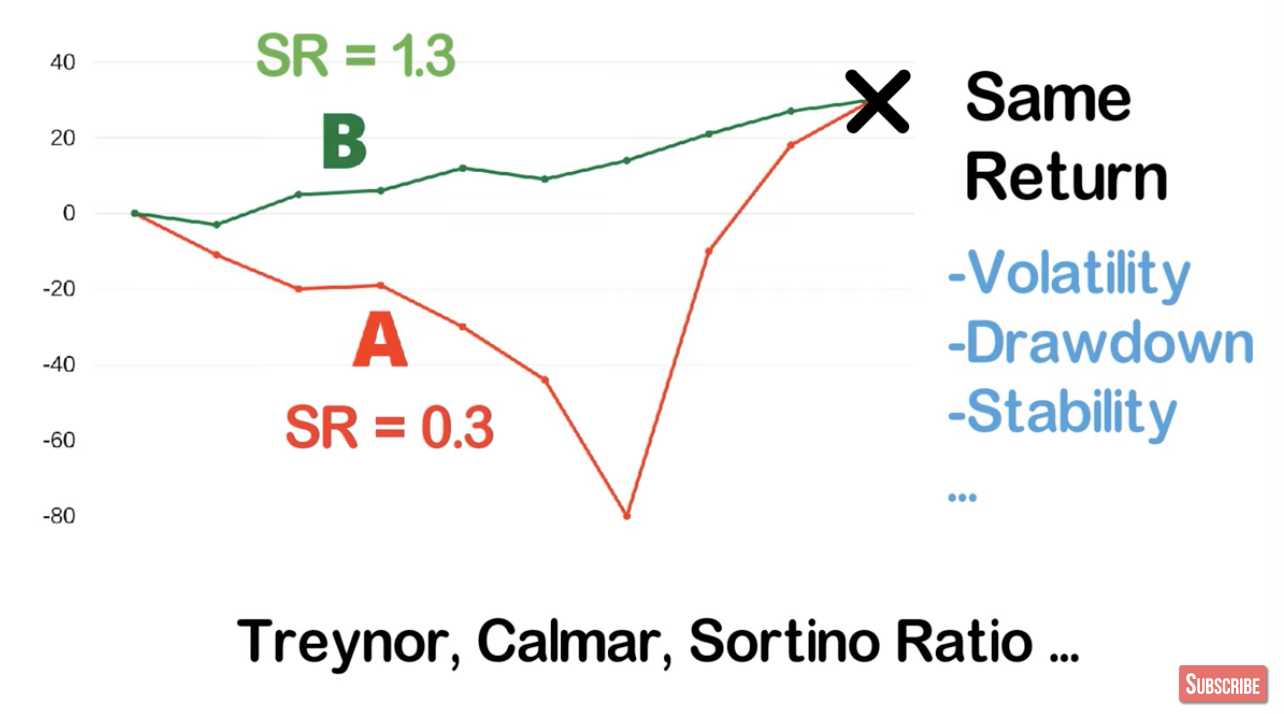 SR = 1.3
B
40
20
0
-20
-40
-60
-80
A
SR = 0.3
Same
Return
-Volatility
-Drawdown
-Stability
...
Treynor, Calmar, Sortino Ratio ...
SUBSCRIBE